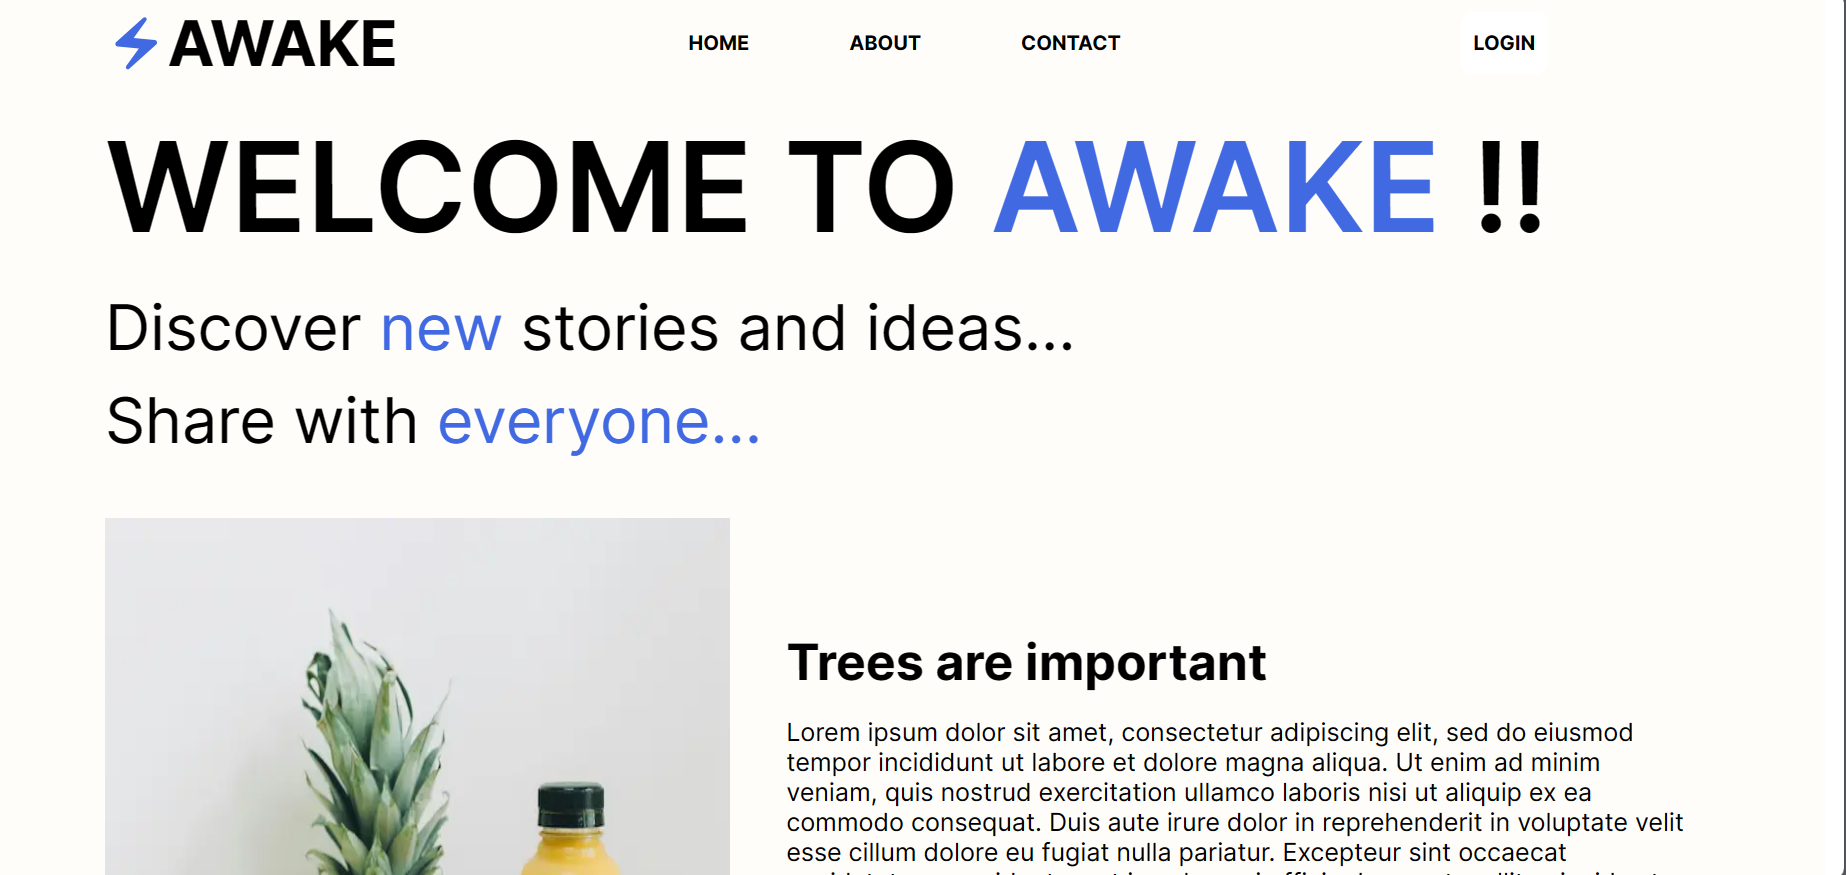 AWAKE
HOME ABOUT CONTACT LOGIN
WELCOME TO AWAKE !!
Discover new stories and ideas...
Share with everyone...
Trees are important
Lorem ipsum dolor sit amet, consectetur adipiscing elit, sed do eiusmod
tempor incididunt ut labore et dolore magna aliqua. Ut enim ad minim
veniam, quis nostrud exercitation ullamco laboris nisi ut aliquip ex ea
commodo consequat. Duis aute irure dolor in reprehenderit in voluptate velit
esse cillum dolore eu fugiat nulla pariatur. Excepteur sint occaecat